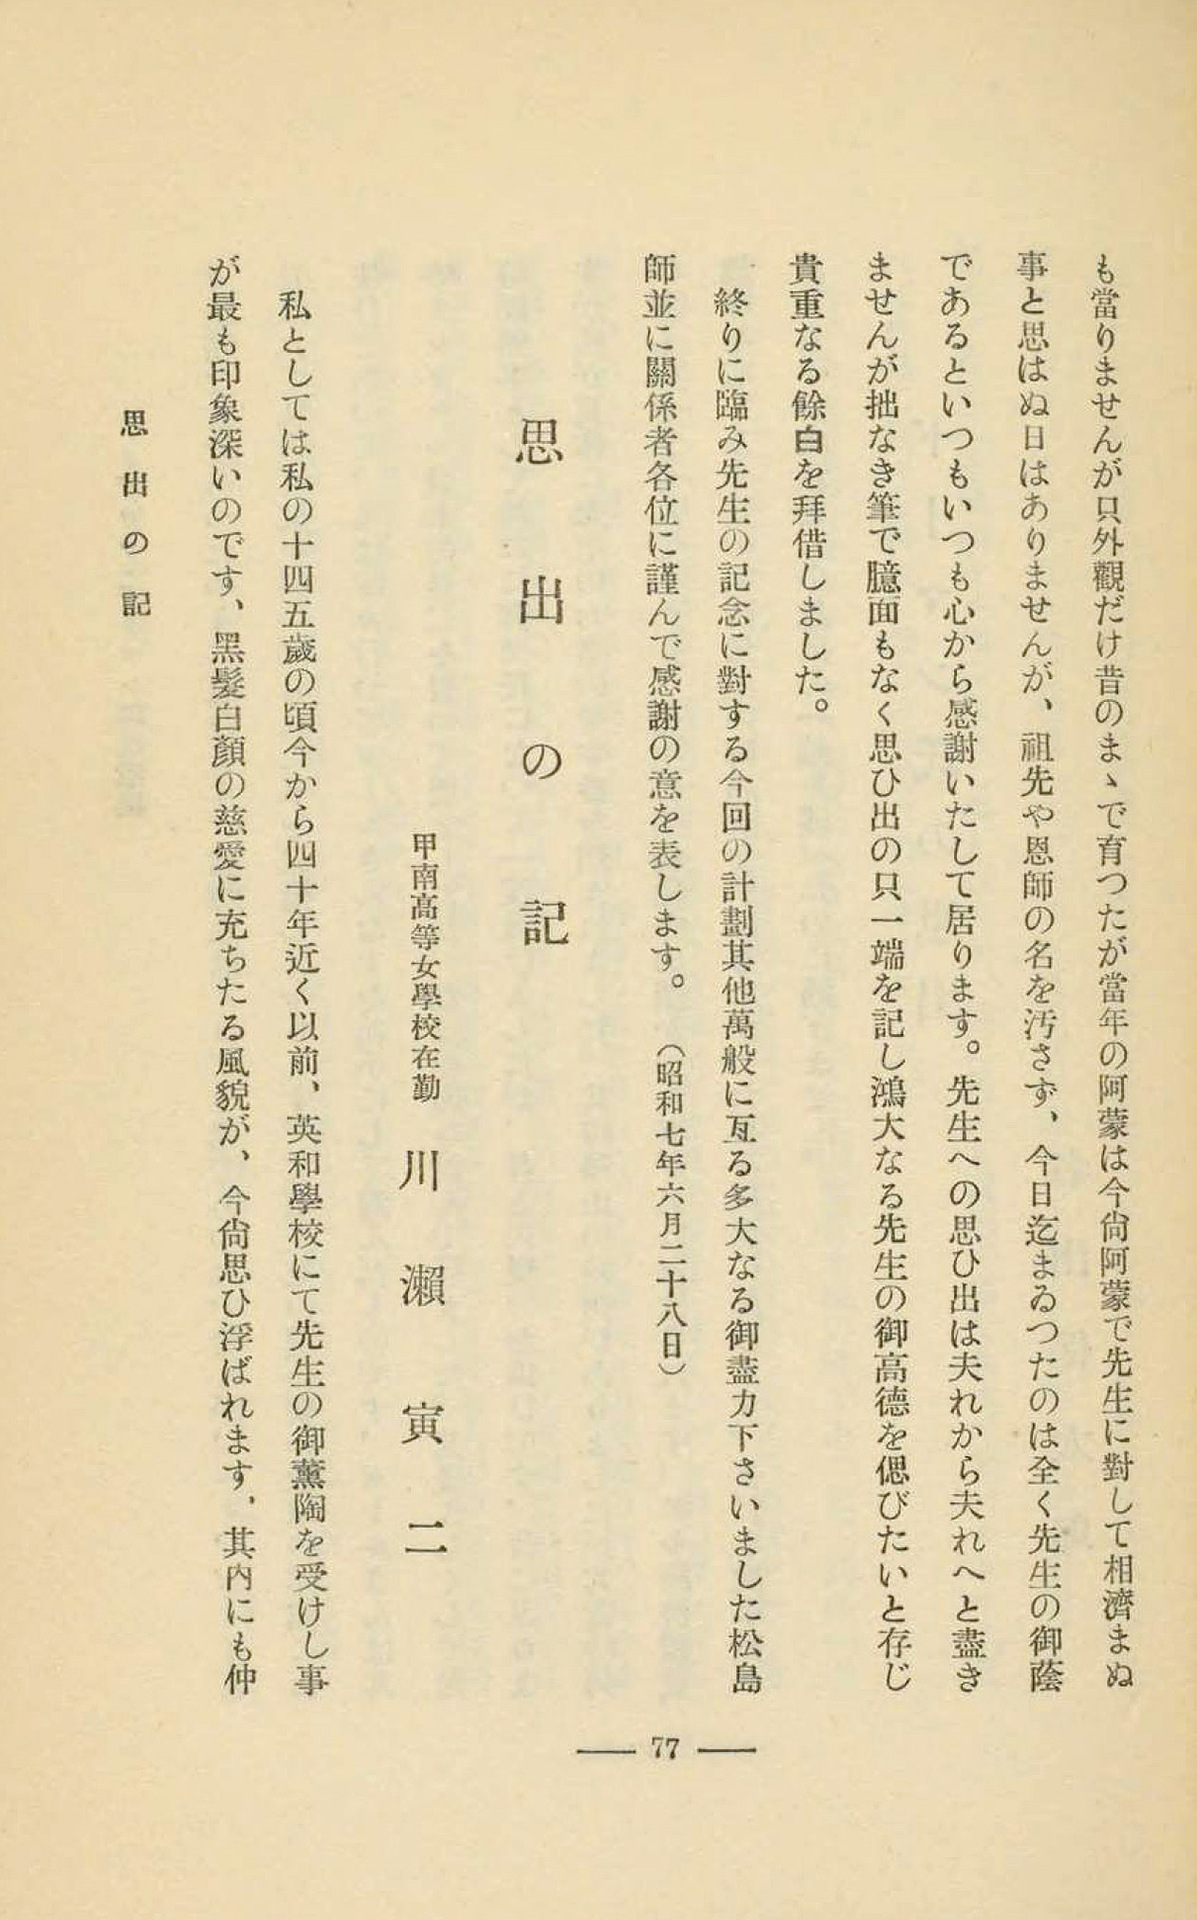 も當りませんが只外觀だけ昔のまゝで育つたが當年の阿蒙は今尙阿蒙で先生に對して相濟まぬ
事と思はぬ日はありませんが、祖先や恩師の名を汚さず、今日迄まゐつたのは全く先生の御蔭
であるといつもいつも心から感謝いたして居ります。先生への思ひ出は夫れから夫れへと盡き
ませんが拙なき筆で臆面もなく思ひ出の只一端を記し鴻大なる先生の御高德を偲びたいと存じ
貴重なる餘白を拜借しました。
終りに臨み先生の記念に對する今回の計劃其他萬般に亙る多大なる御盡力下さいました松島
師並に關係者各位に謹んで感謝の意を表します。（昭和七年六月二十八日）
思出の記
甲南高等女學校在勤 川瀨寅二
私としては私の十四五歲の頃今から四十年近く以前、英和學校にて先生の御薰陶を受けし事
が最も印象深いのです、黑髮白顏の慈愛に充ちたる風貌が、今尙思ひ浮ばれます，其內にも仲
思出の記
77